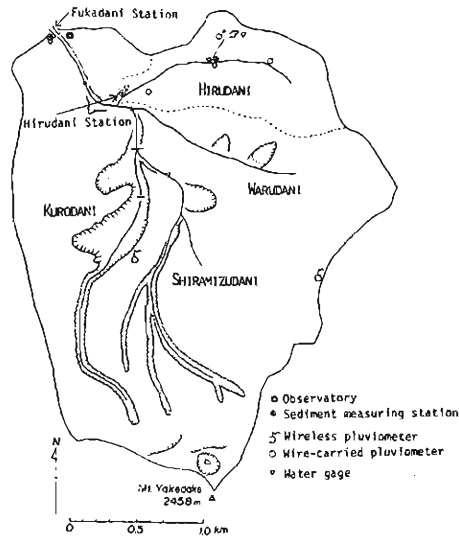 Fukadani Station
HIRUDANI
Hirudani Station
WARUDANI
KURODANI
SHIRAMIZUDANI
Observatory
Sediment measuring station
Wireless pluviometer
Wire-carried pluviometer
Water gage
N
Mt Yakedake
2458m
0 0.5 1.0 km